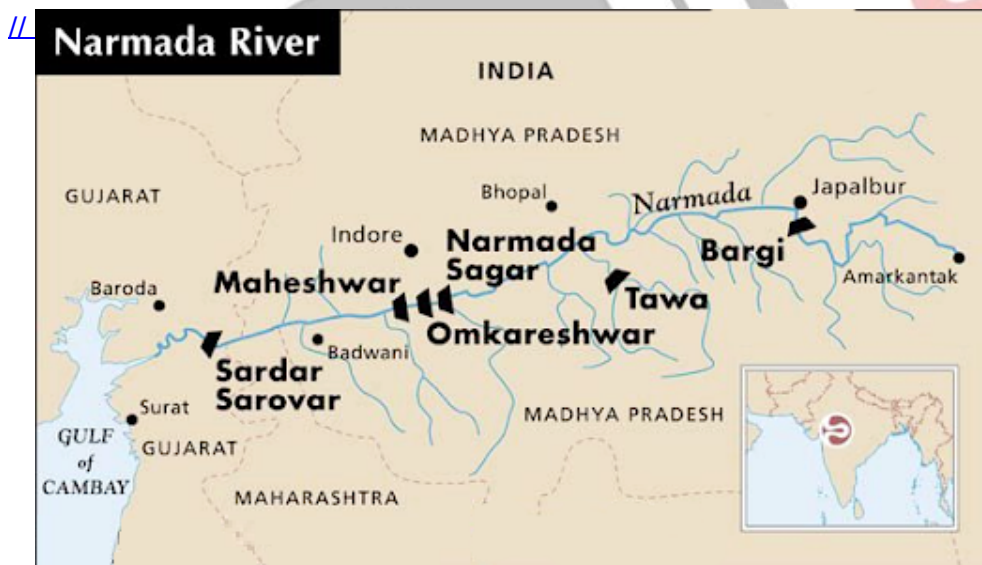 //
Narmada River
INDIA
MADHYA PRADESH
GUJARAT
Bhopal
Narmada
Japalbur
Indore
Narmada
Sagar
Bargi
Maheshwar
Tawa
Amarkantak
Baroda
Omkareshwar
Badwani
Sardar
Sarovar
Surat
MADHYA PRADESH
GULF
of
CAMBAY
GUJARAT
MAHARASHTRA